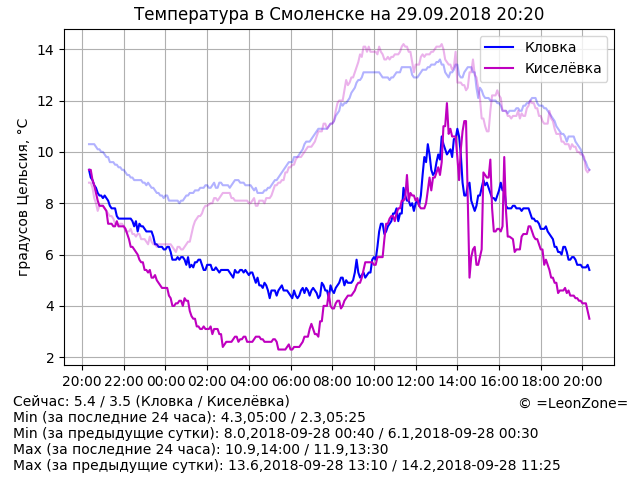 Температура в Смоленске на 29.09.2018 20:20
градусов Цельсия, °C
14
12
10
8
6
4
2
Кловка
Киселёвка
20:00 22:00 00:00 02:00 04:00 06:00 08:00 10:00 12:00 14:00 16:00 18:00 20:00
Сейчас: 5.4 / 3.5 (Кловка / Киселёвка)
© =LeonZone=
Min (за последние 24 часа): 4.3,05:00 / 2.3,05:25
Min (за предыдущие сутки): 8.0,2018-09-28 00:40 / 6.1,2018-09-28 00:30
Max (за последние 24 часа): 10.9,14:00 / 11.9,13:30
Max (за предыдущие сутки): 13.6,2018-09-28 13:10 / 14.2,2018-09-28 11:25